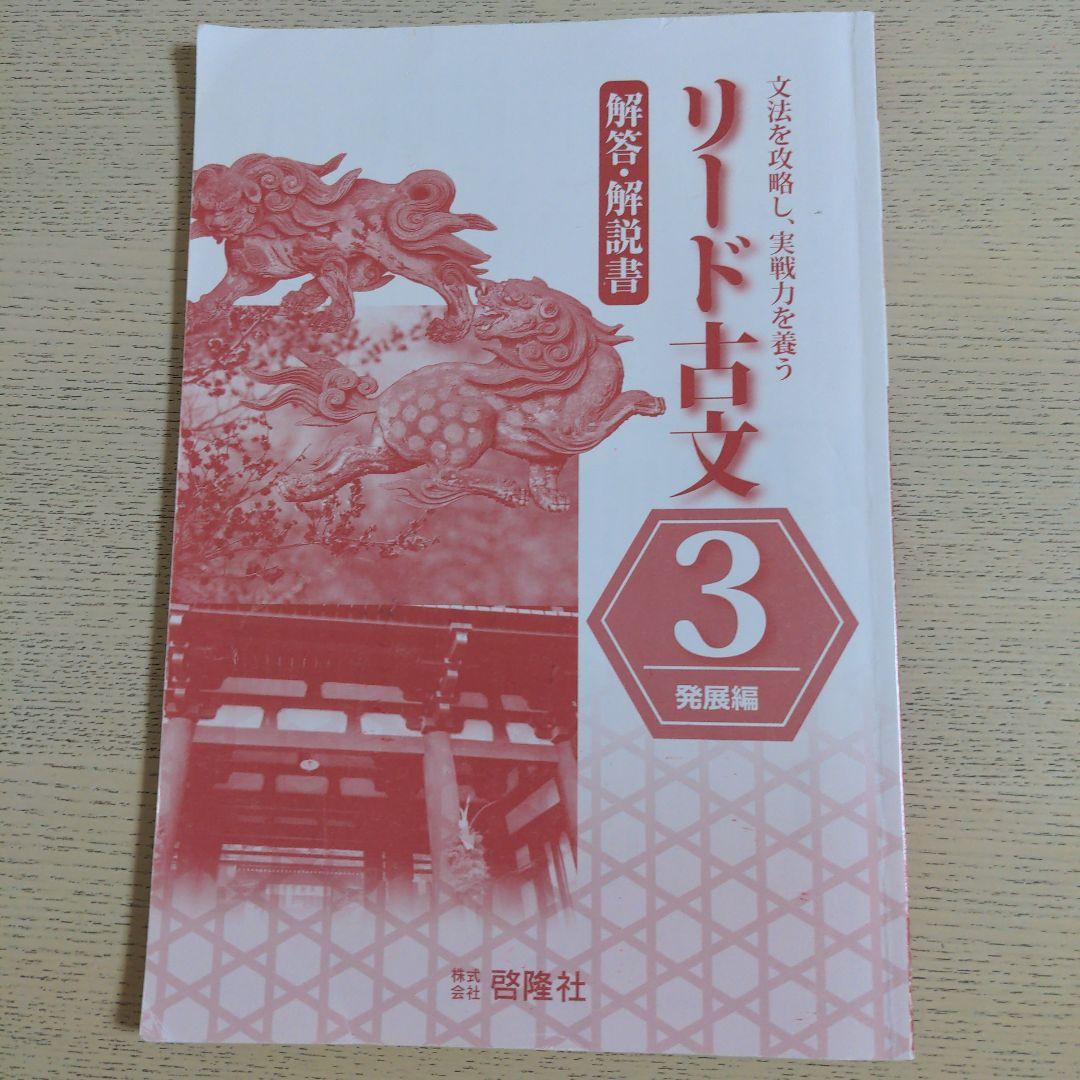 文法を攻略し、実戦力を養う
リード古文
解答・解説書
3
発展編
株式会社 啓隆社